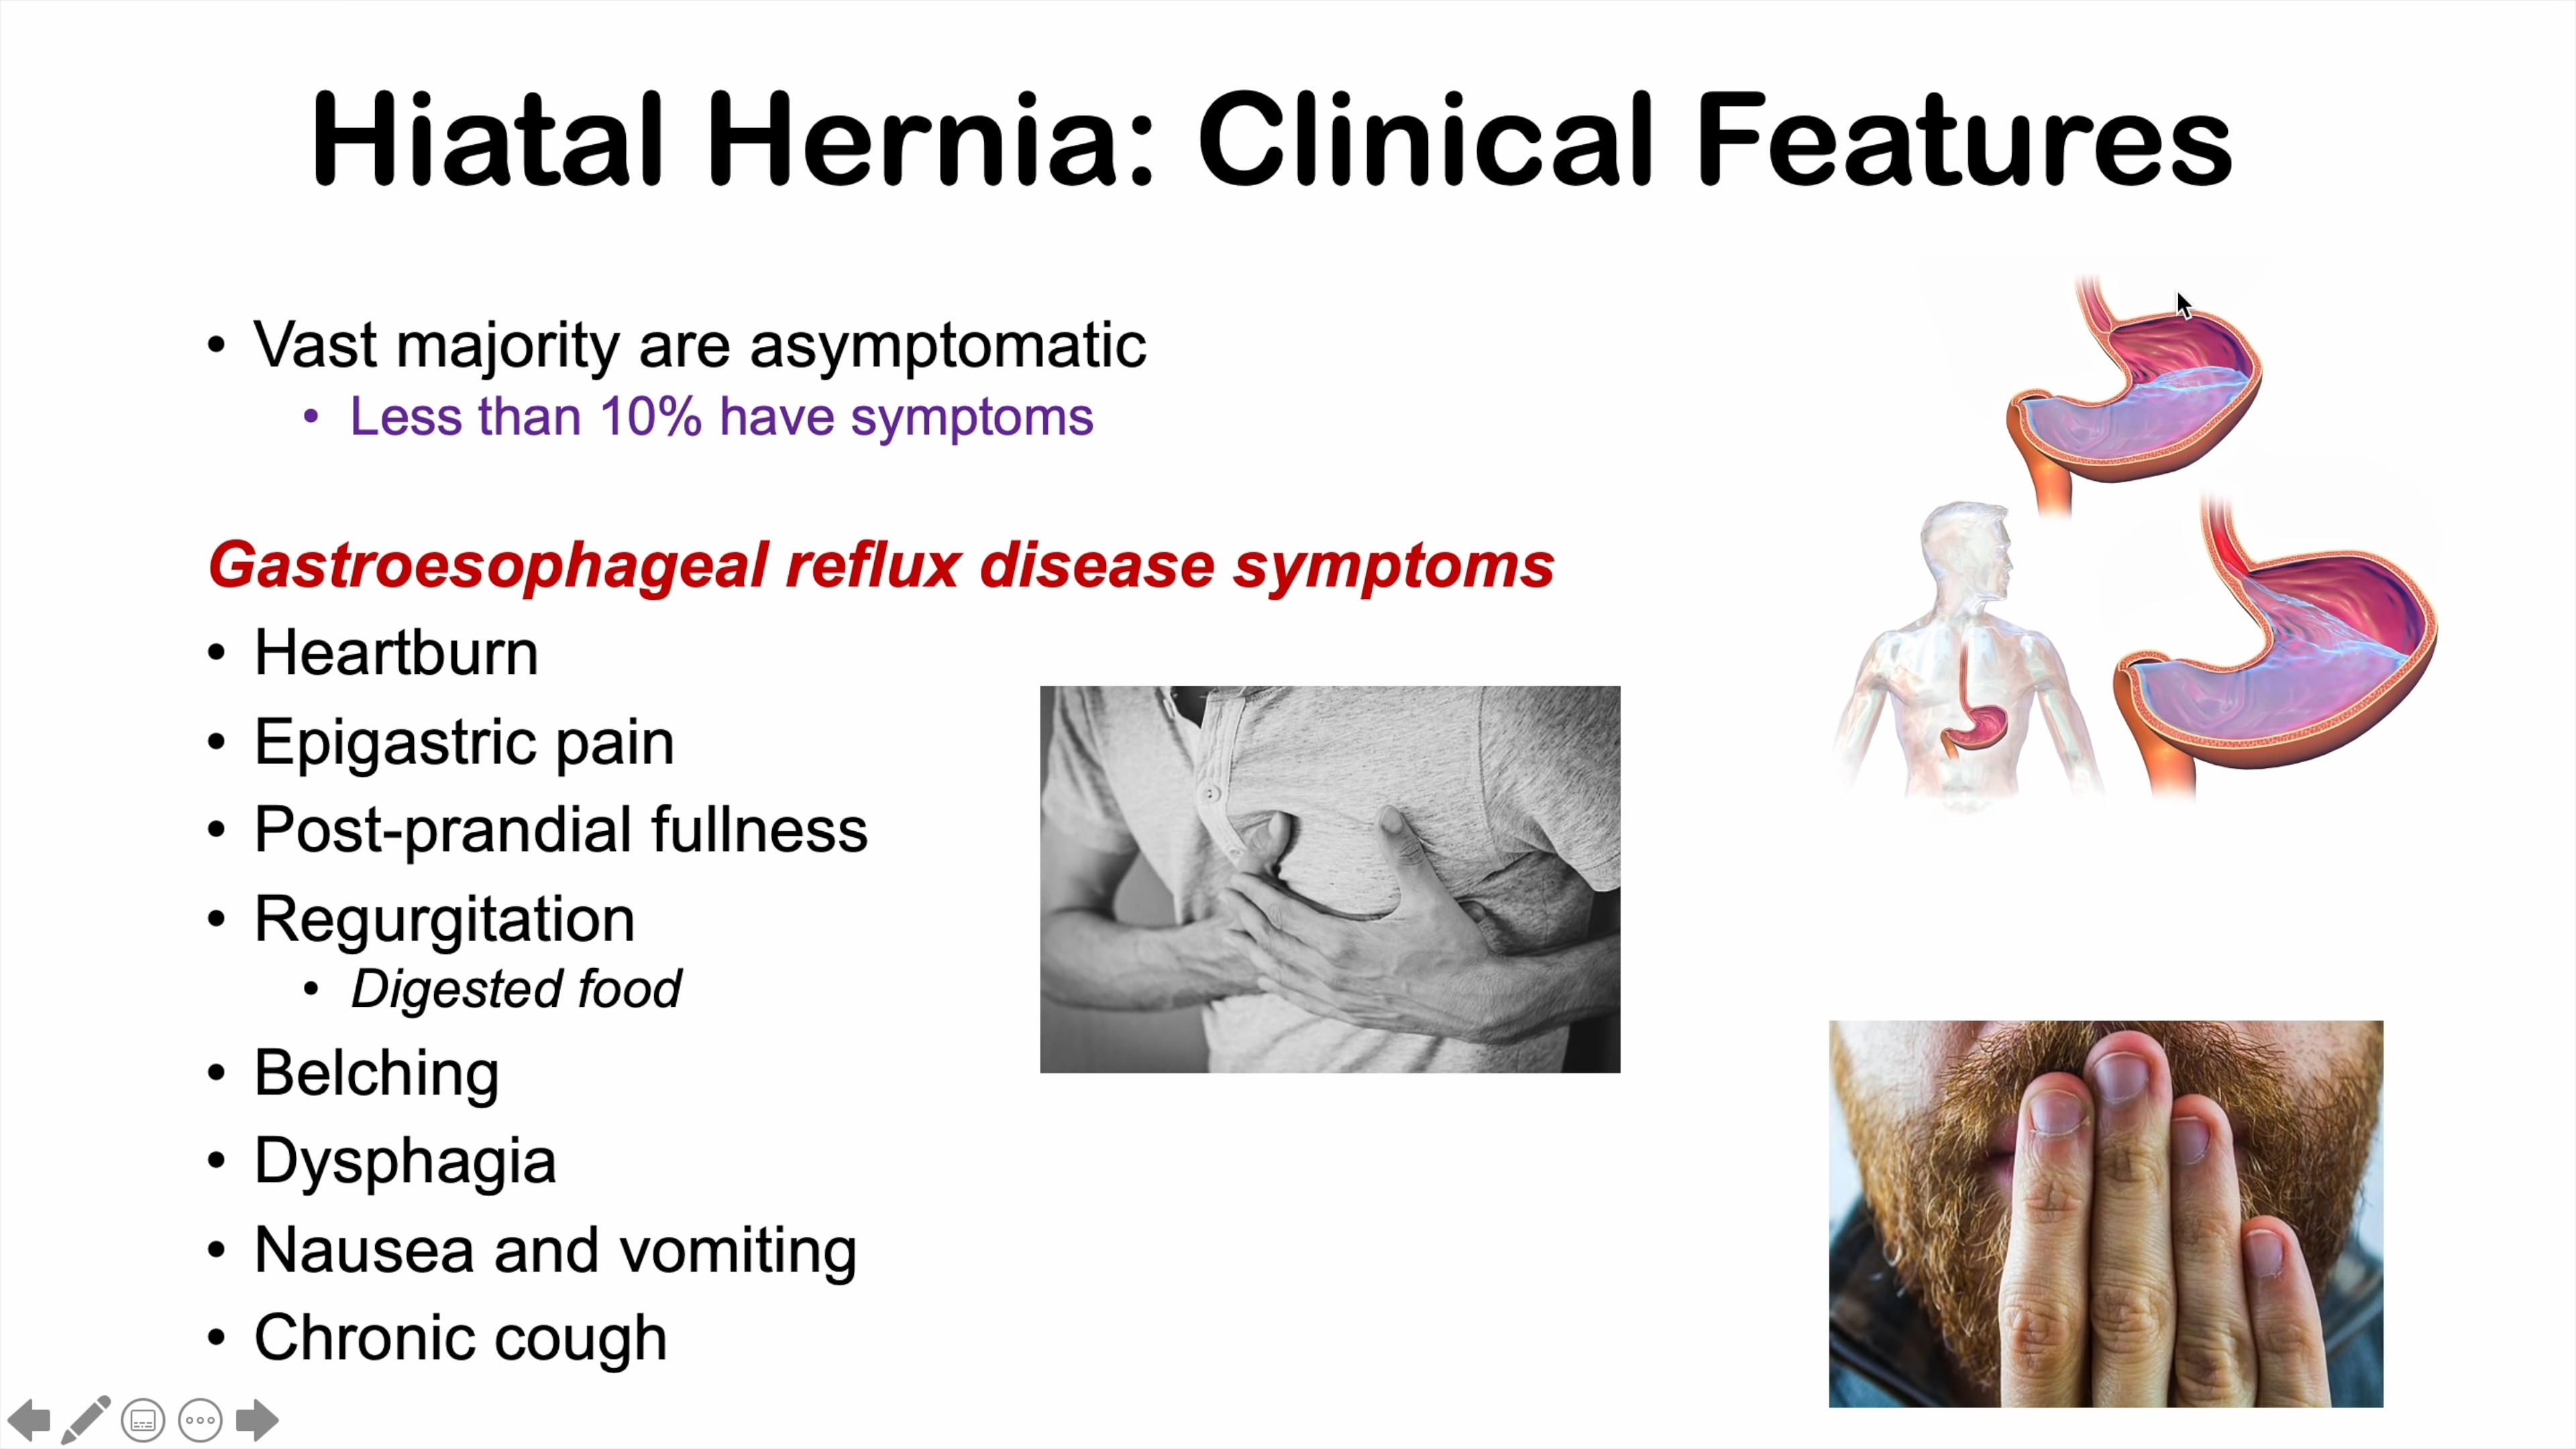 Hiatal Hernia: Clinical Features
• Vast majority are asymptomatic
• Less than 10% have symptoms
Gastroesophageal reflux disease symptoms
• Heartburn
• Epigastric pain
• Post-prandial fullness
• Regurgitation
• Digested food
• Belching
• Dysphagia
• Nausea and vomiting
• Chronic cough